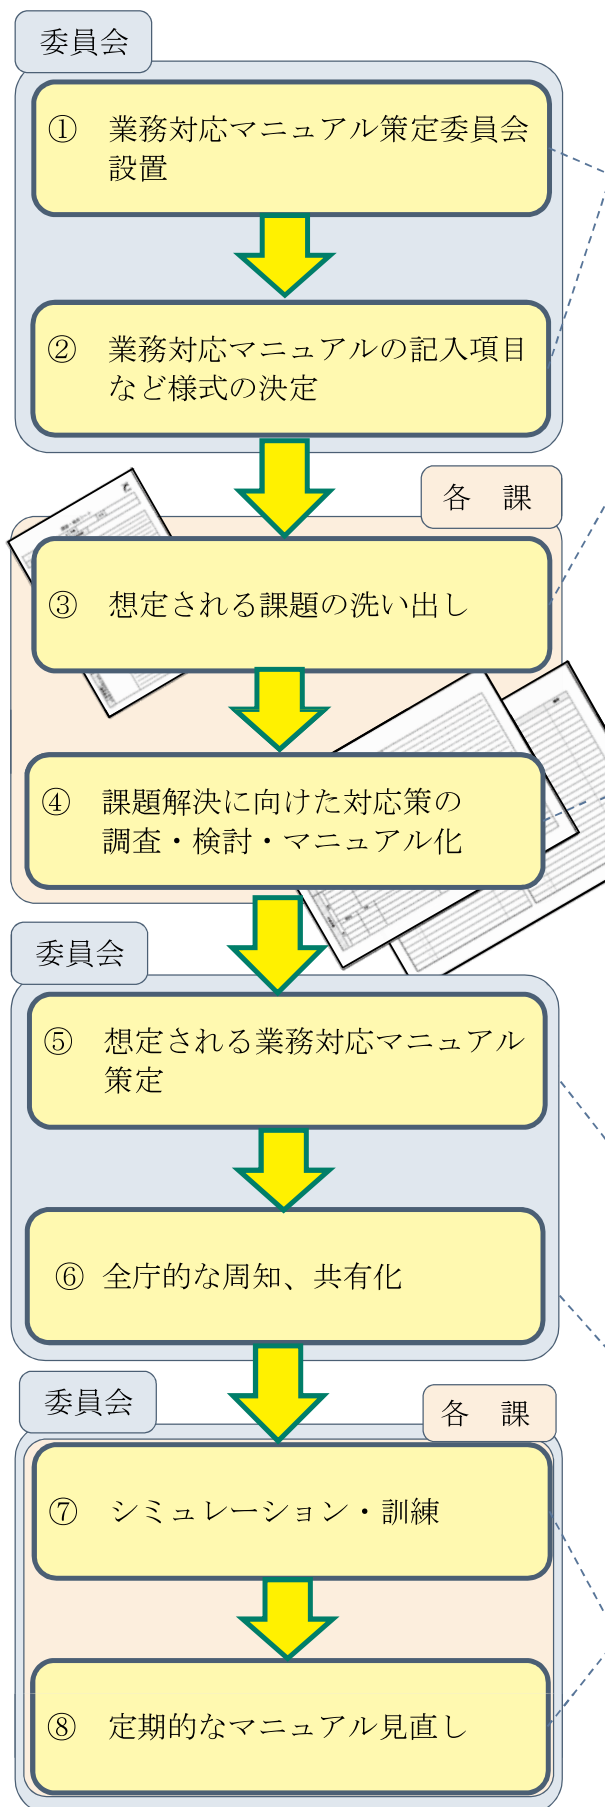 委員会
①　業務対応マニュアル策定委員会
設置
②　業務対応マニュアルの記入項目
など様式の決定
各　課
③　想定される課題の洗い出し
④　課題解決に向けた対応策の
調査・検討・マニュアル化
委員会
⑤　想定される業務対応マニュアル
策定
⑥ 全庁的な周知、共有化
委員会
各　課
⑦　シミュレーション・訓練
⑧　定期的なマニュアル見直し